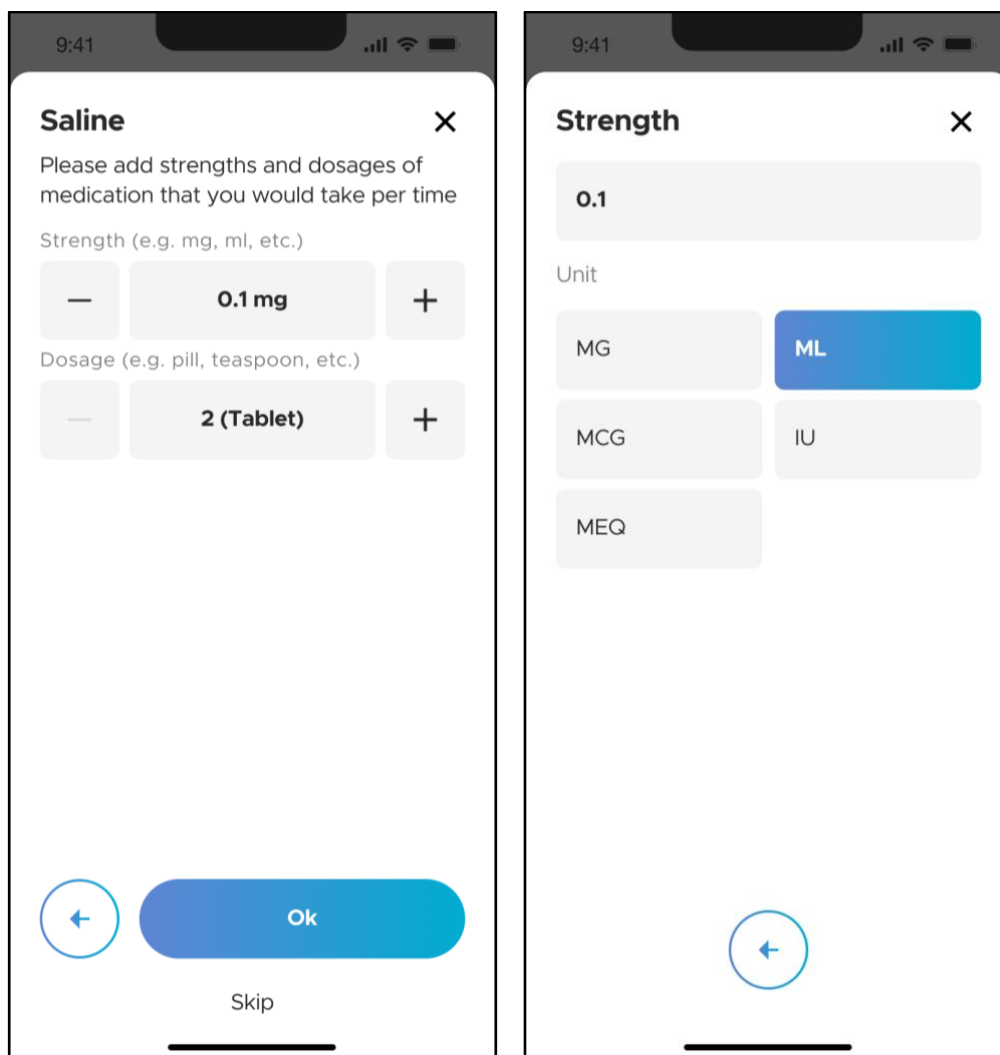 9:41
Saline
Please add strengths and dosages of
medication that you would take per time
Strength (e.g. mg, ml, etc.)
0.1 mg
Dosage (e.g. pill, teaspoon, etc.)
2 (Tablet)
Ok
Skip
9:41
Strength
0.1
Unit
MG
ML
MCG
IU
MEQ